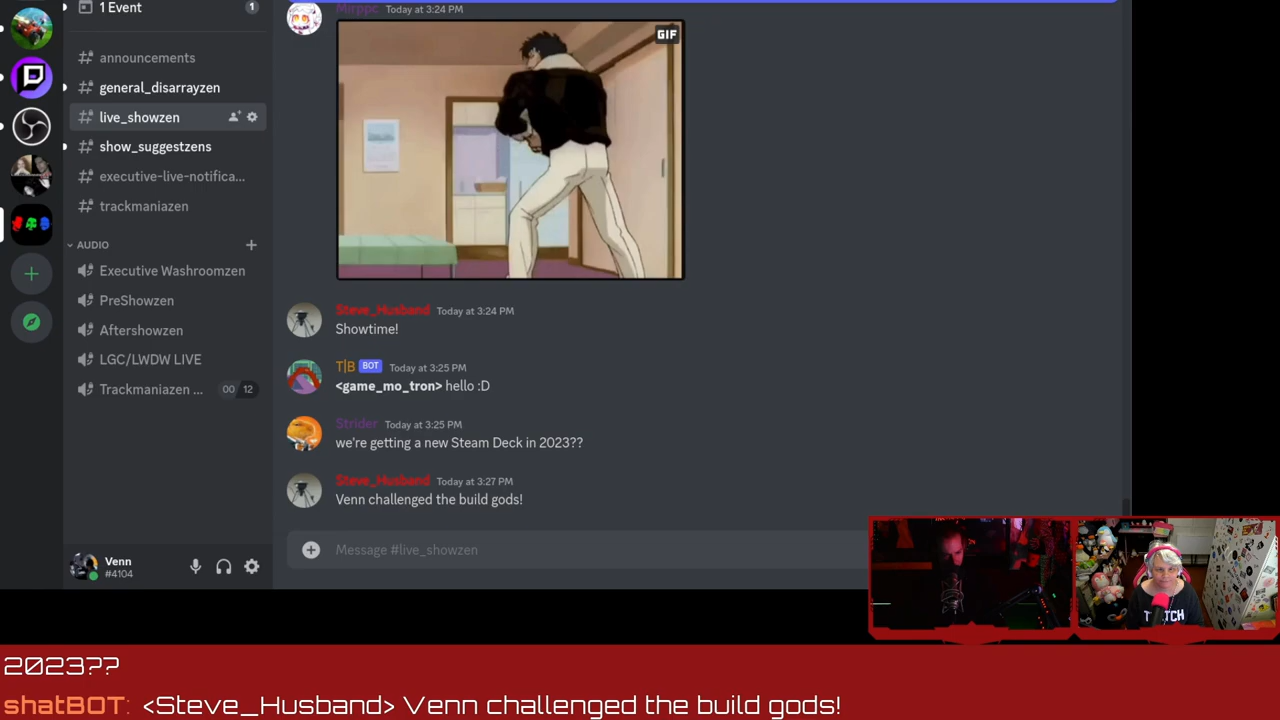 1 Event
1
announcements
general_disarrayzen
live_showzen
show_suggestzens
executive-live-notifica...
trackmaniazen
AUDIO
Executive Washroomzen
PreShowzen
Aftershowzen
LGC/LWDW LIVE
Trackmaniazen ...
00 12
Venn
#4104
Mirppc Today at 3:24 PM
GIF
Steve_Husband Today at 3:24 PM
Showtime!
T|B BOT Today at 3:25 PM
<game_mo_tron> hello :D
Strider Today at 3:25 PM
we're getting a new Steam Deck in 2023??
Steve_Husband Today at 3:27 PM
Venn challenged the build gods!
Message #live_showzen
2023??
shatBOT: <Steve_Husband> Venn challenged the build gods!